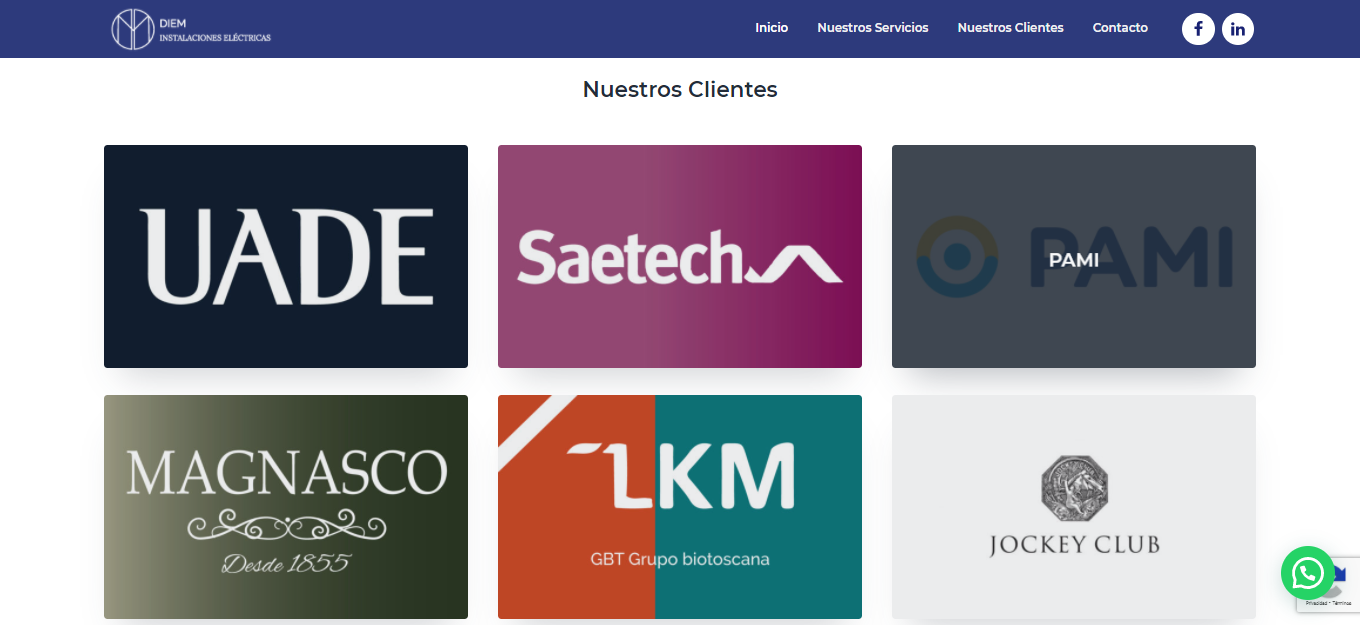 DIEM
INSTALACIONES ELÉCTRICAS
Inicio
Nuestros Servicios
Nuestros Clientes
Contacto
Nuestros Clientes
UADE
Saetech
PAMI
PAMI
MAGNASCO
Desde 1855
LKM
GBT Grupo biotoscana
JOCKEY CLUB
Privacidad - Términos